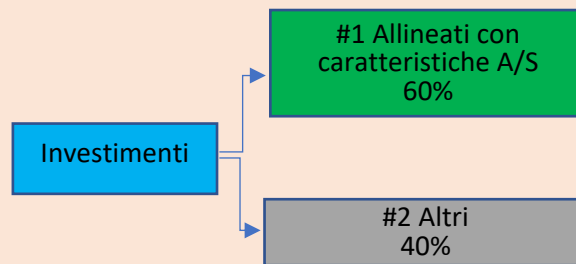 #1 Allineati con
caratteristiche A/S
60%
Investimenti
#2 Altri
40%